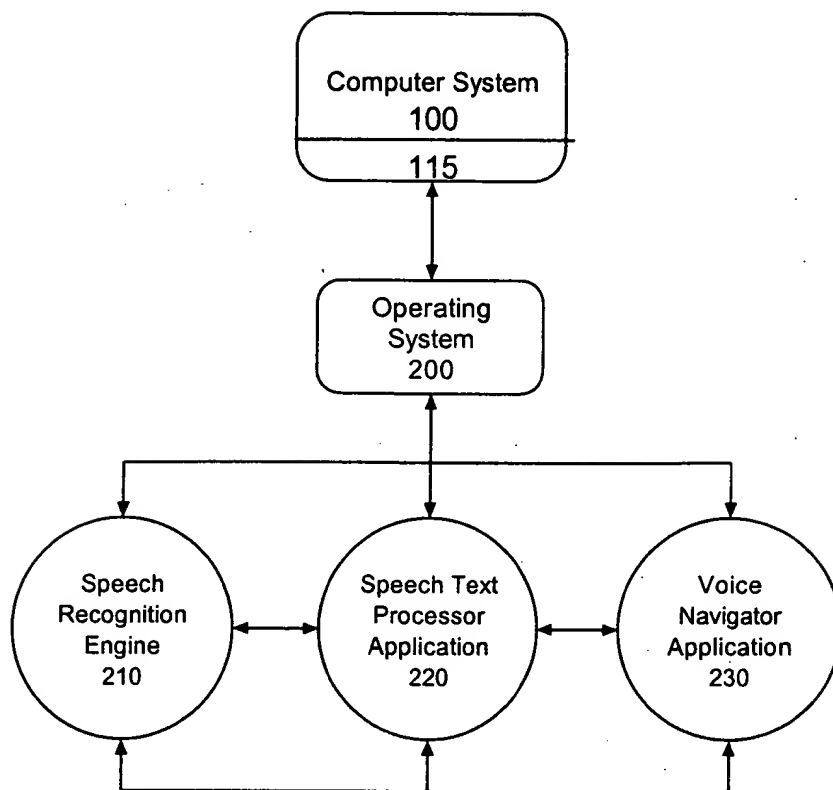 Computer System
100
115
Operating
System
200
Speech
Recognition
Engine
210
Speech Text
Processor
Application
220
Voice
Navigator
Application
230